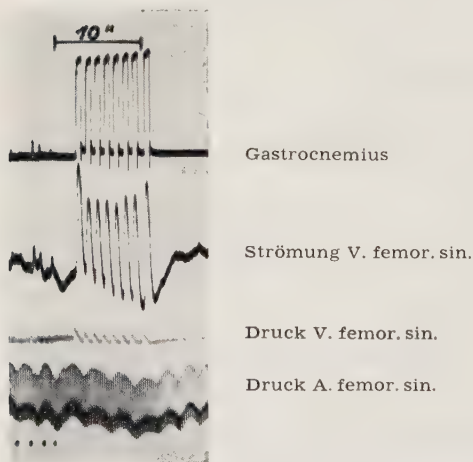 10"
Gastrocnemius
Strömung V. femor. sin.
Druck V. femor. sin.
Druck A. femor. sin.